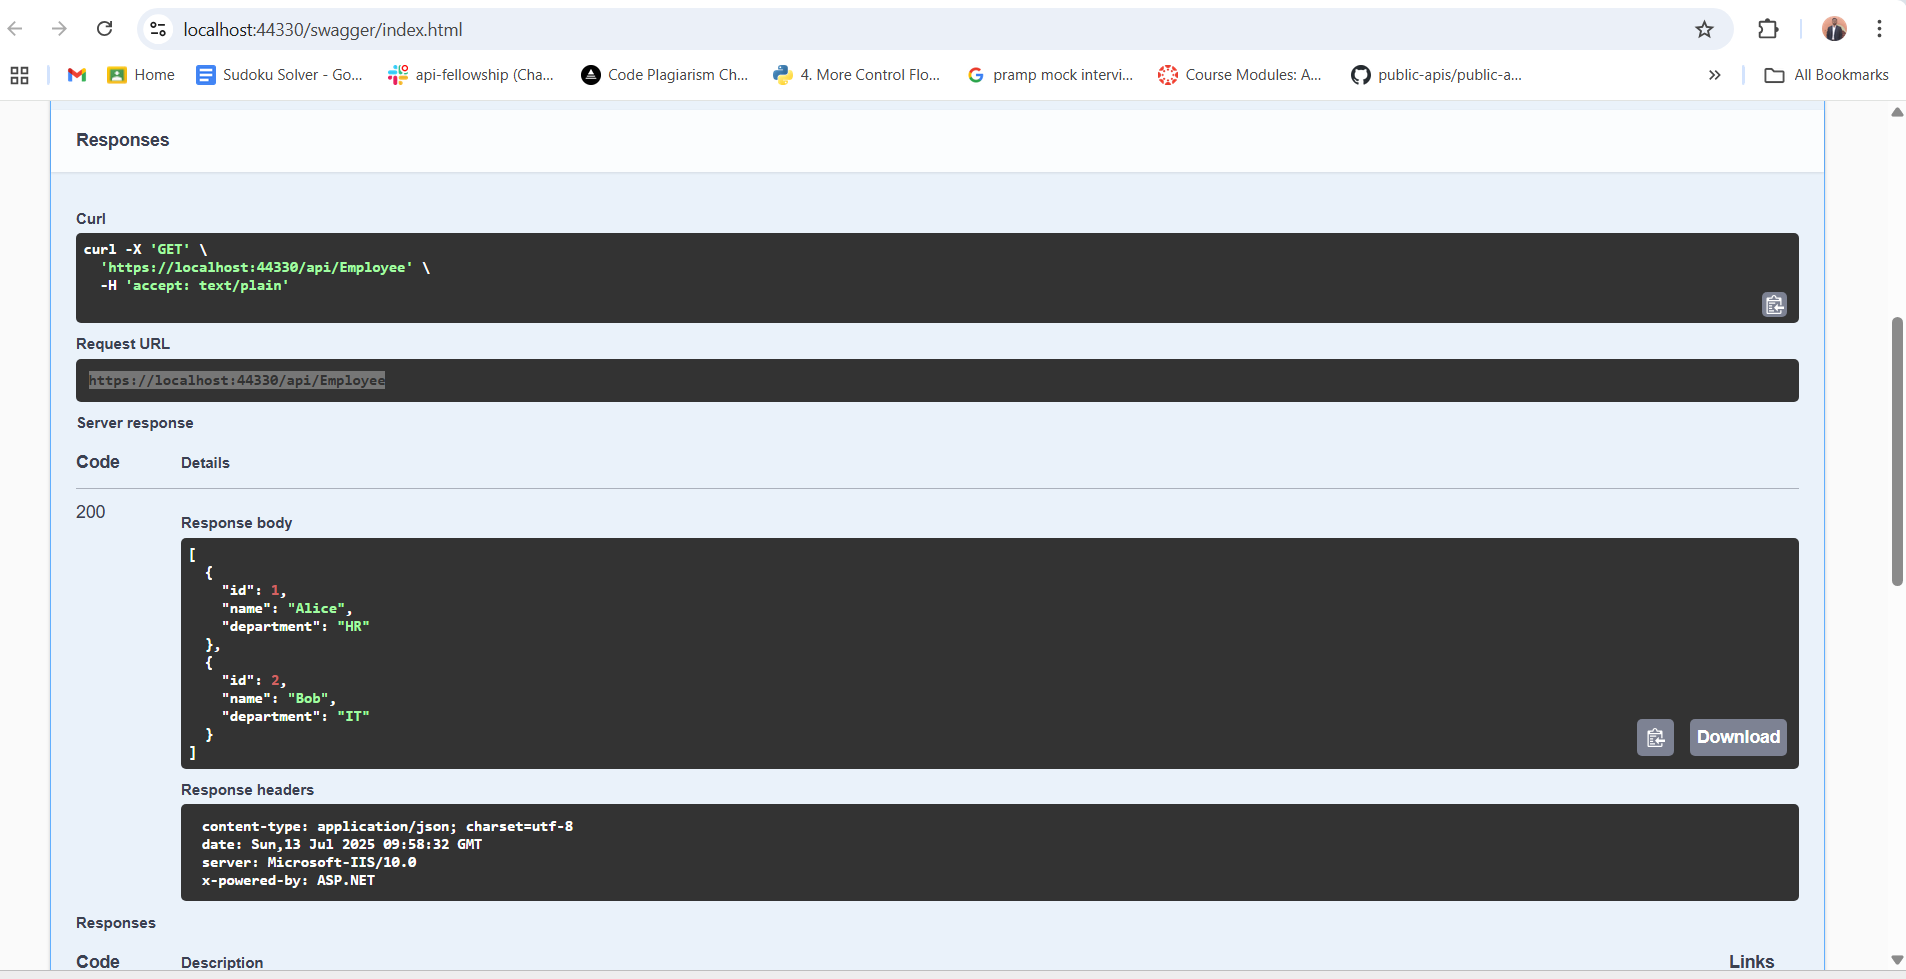 localhost:44330/swagger/index.html
Home
Sudoku Solver - Go...
api-fellowship (Cha...
Code Plagiarism Ch...
4. More Control Flo...
pramp mock intervi...
Course Modules: A...
public-apis/public-a...
»
All Bookmarks
Responses
Curl
curl -X 'GET' \
'https://localhost:44330/api/Employee' \
-H 'accept: text/plain'
Request URL
https://localhost:44330/api/Employee
Server response
Code Details
200
Response body
[
{
"id": 1,
"name": "Alice",
"department": "HR"
},
{
"id": 2,
"name": "Bob",
"department": "IT"
}
]
Download
Response headers
content-type: application/json; charset=utf-8
date: Sun,13 Jul 2025 09:58:32 GMT
server: Microsoft-IIS/10.0
x-powered-by: ASP.NET
Responses
Code Description Links